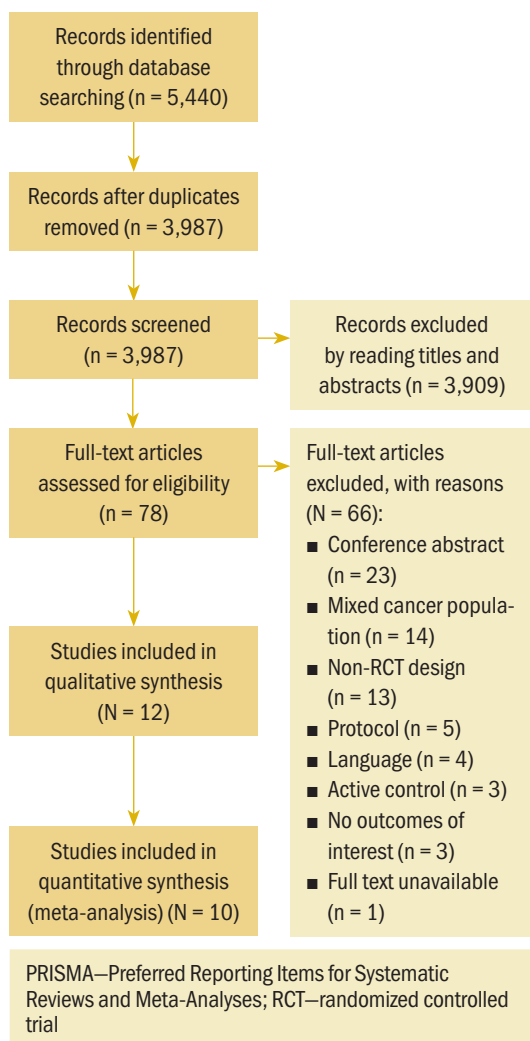 Records identified
through database
searching (n = 5,440)
Records after duplicates
removed (n = 3,987)
Records screened
(n = 3,987)
Records excluded
by reading titles and
abstracts (n = 3,909)
Full-text articles
assessed for eligibility
(n = 78)
Full-text articles
excluded, with reasons
(N = 66):
■ Conference abstract
(n = 23)
■ Mixed cancer popula-
tion (n = 14)
■ Non-RCT design
(n = 13)
■ Protocol (n = 5)
■ Language (n = 4)
■ Active control (n = 3)
■ No outcomes of
interest (n = 3)
■ Full text unavailable
(n = 1)
Studies included in
qualitative synthesis
(N = 12)
Studies included in
quantitative synthesis
(meta-analysis) (N = 10)
PRISMA—Preferred Reporting Items for Systematic
Reviews and Meta-Analyses; RCT—randomized controlled
trial